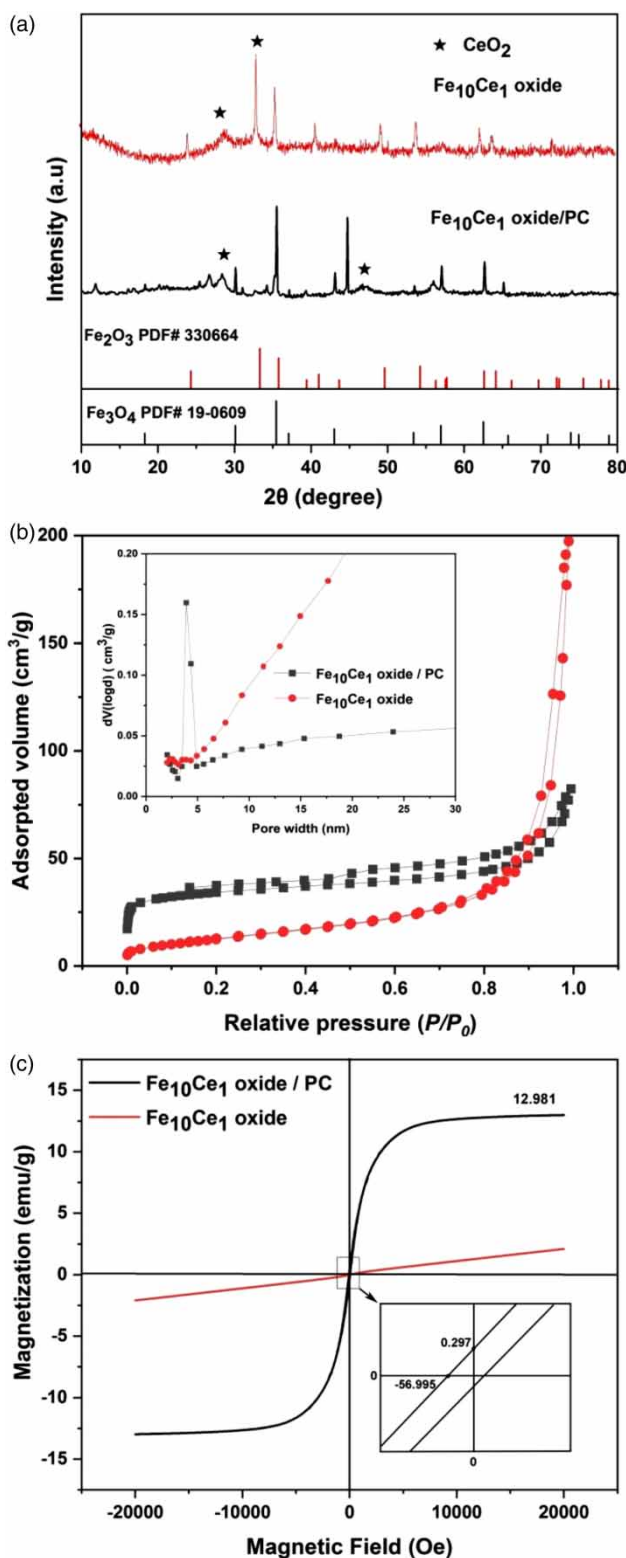 (a)
★ CeO2
Fe10Ce1 oxide
Fe10Ce1 oxide/PC
Intensity (a.u)
Fe2O3 PDF# 330664
Fe3O4 PDF# 19-0609
10 20 30 40 50 60 70 80
2θ (degree)
(b)
200
150
100
50
0
Adsorpted volume (cm3/g)
0.20
0.15
0.10
0.05
0.00
dV(logd) ( cm3/g)
Fe10Ce1 oxide / PC
Fe10Ce1 oxide
0 5 10 15 20 25 30
Pore width (nm)
0.0 0.2 0.4 0.6 0.8 1.0
Relative pressure (P/P0)
(c)
Fe10Ce1 oxide / PC
Fe10Ce1 oxide
12.981
15
10
5
0
-5
-10
-15
Magnetization (emu/g)
0.297
0
-56.995
0
-20000 -10000 0 10000 20000
Magnetic Field (Oe)